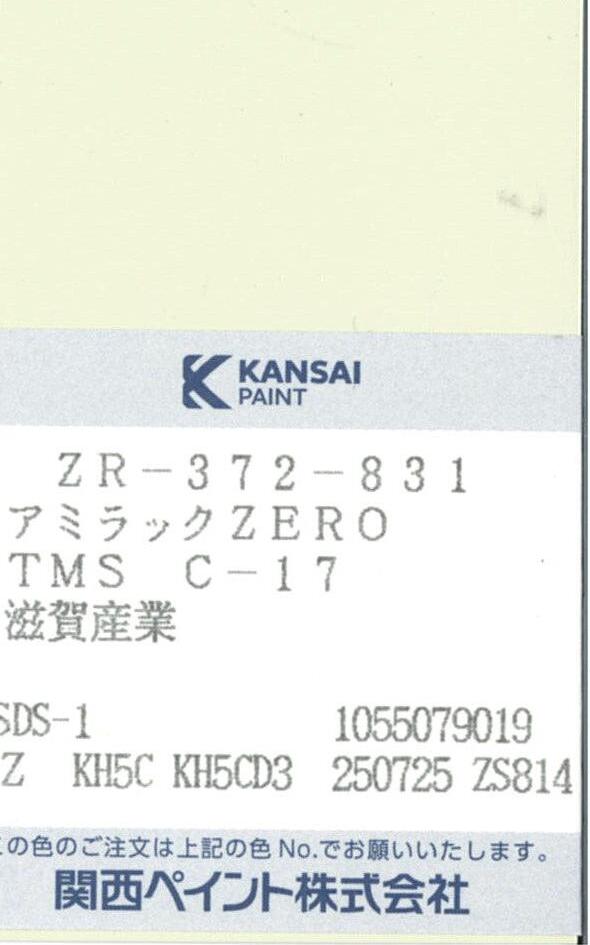 KANSAI
PAINT
ZR-372-831
アミラックZERO
TMS C-17
滋賀産業
SDS-1 1055079019
Z KH5C KH5CD3 250725 ZS814
この色のご注文は上記の色No.でお願いいたします。
関西ペイント株式会社